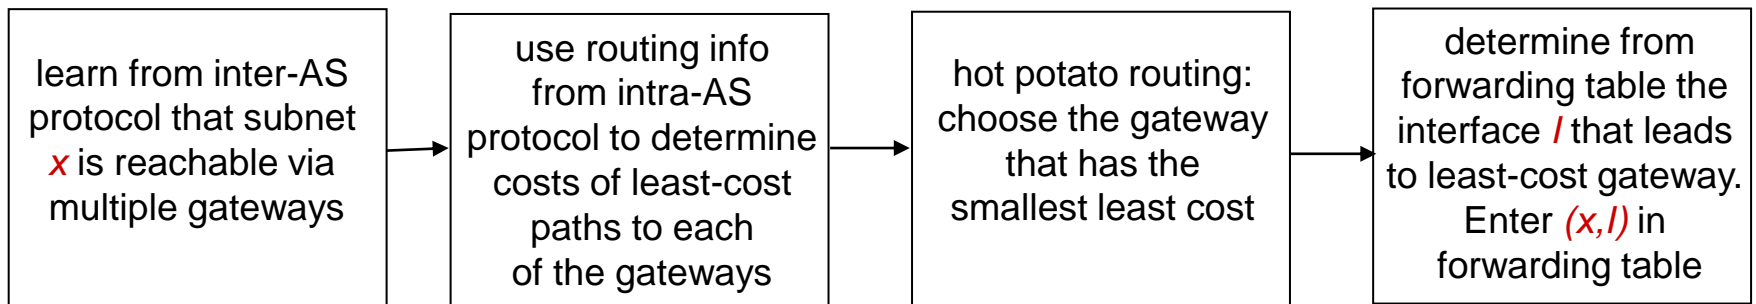 learn from inter-AS
protocol that subnet
x is reachable via
multiple gateways
use routing info
from intra-AS
protocol to determine
costs of least-cost
paths to each
of the gateways
hot potato routing:
choose the gateway
that has the
smallest least cost
determine from
forwarding table the
interface I that leads
to least-cost gateway.
Enter (x,I) in
forwarding table